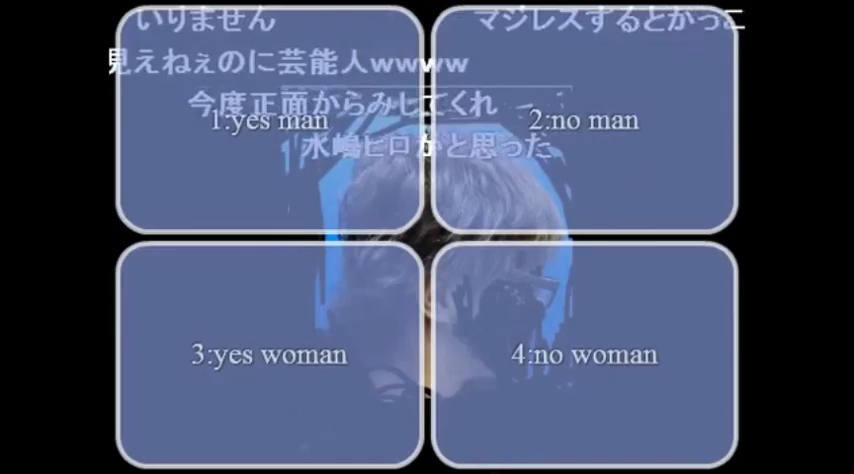 いりません
マジレスするとかっこ
見えねぇのに芸能人wwww
今度正面からみしてくれ
1:yes man
2:no man
水嶋ヒロかと思った
3:yes woman
4:no woman